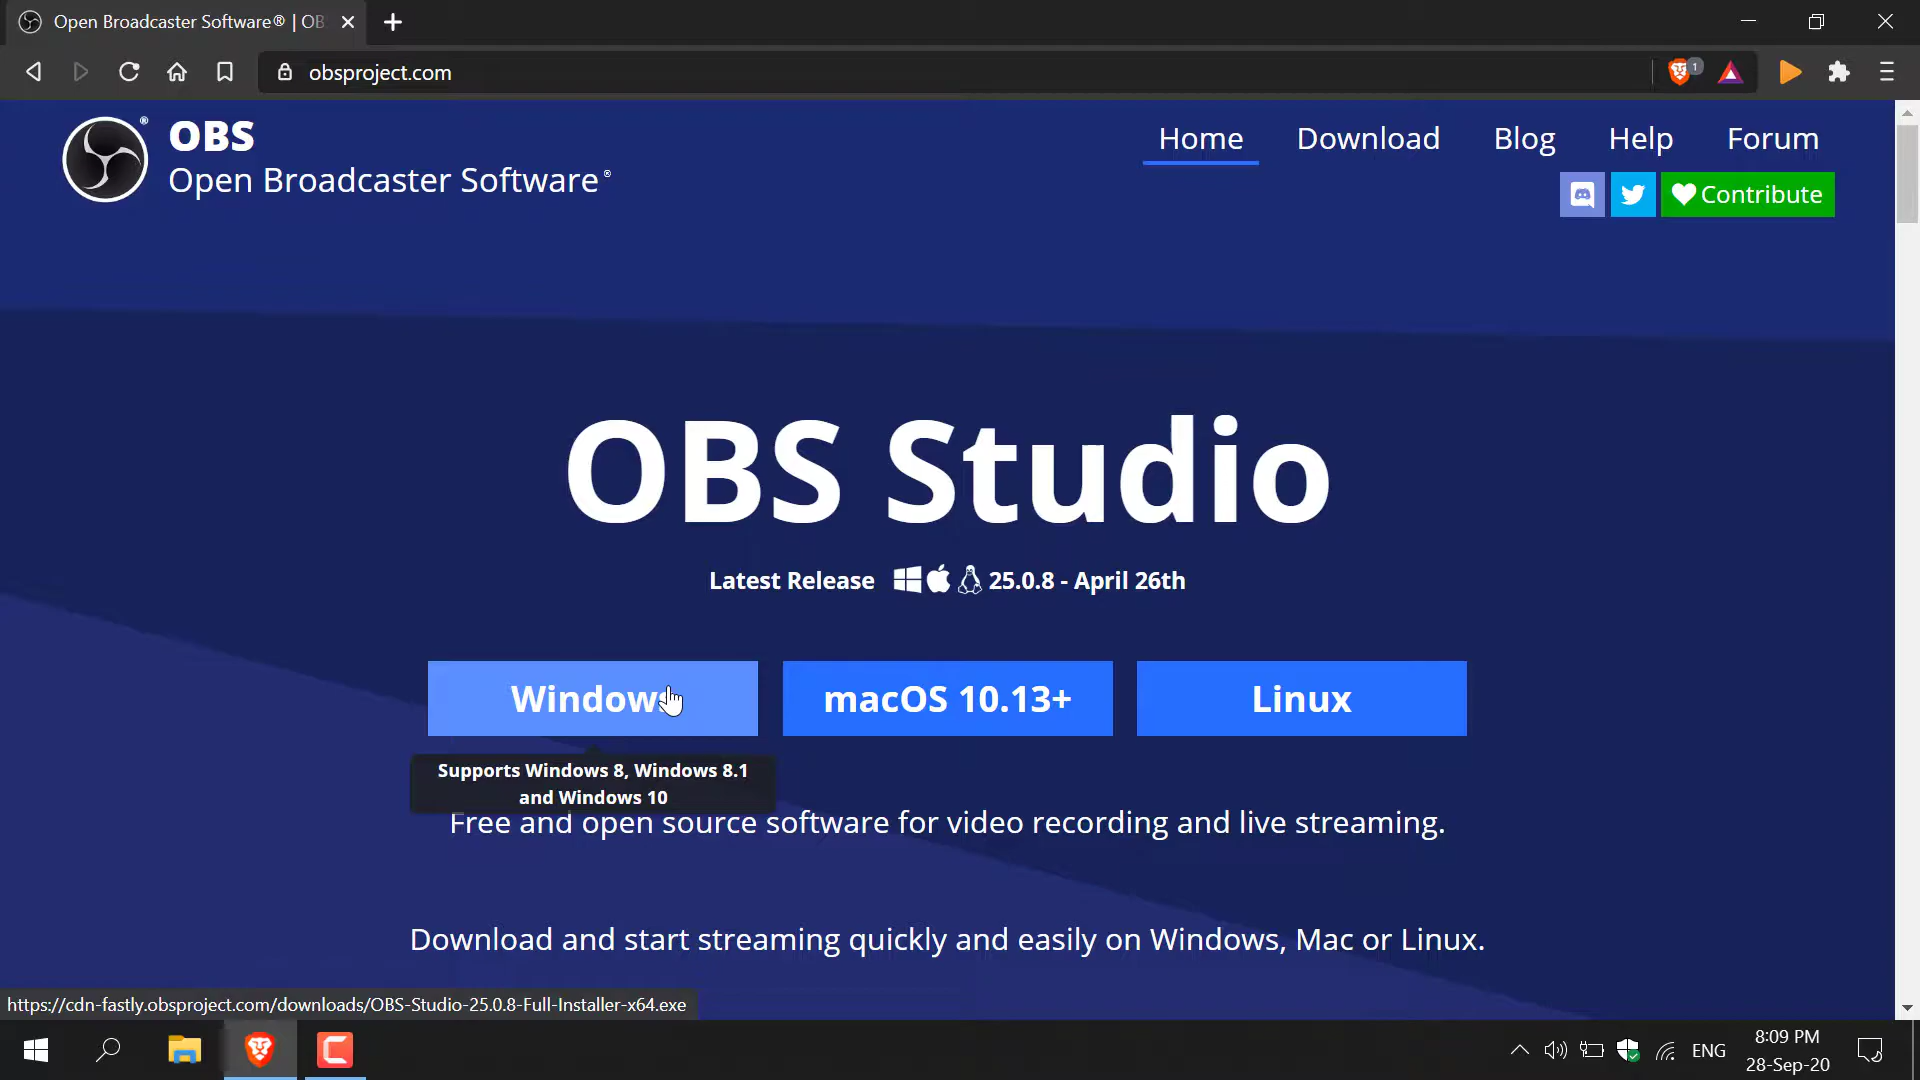 Open Broadcaster Software® | OB
obsproject.com
1
OBS
Open Broadcaster Software®
Home
Download
Blog
Help
Forum
Contribute
OBS Studio
Latest Release 25.0.8 - April 26th
Windows
macOS 10.13+
Linux
Supports Windows 8, Windows 8.1
and Windows 10
Free and open source software for video recording and live streaming.
Download and start streaming quickly and easily on Windows, Mac or Linux.
https://cdn-fastly.obsproject.com/downloads/OBS-Studio-25.0.8-Full-Installer-x64.exe
ENG
8:09 PM
28-Sep-20